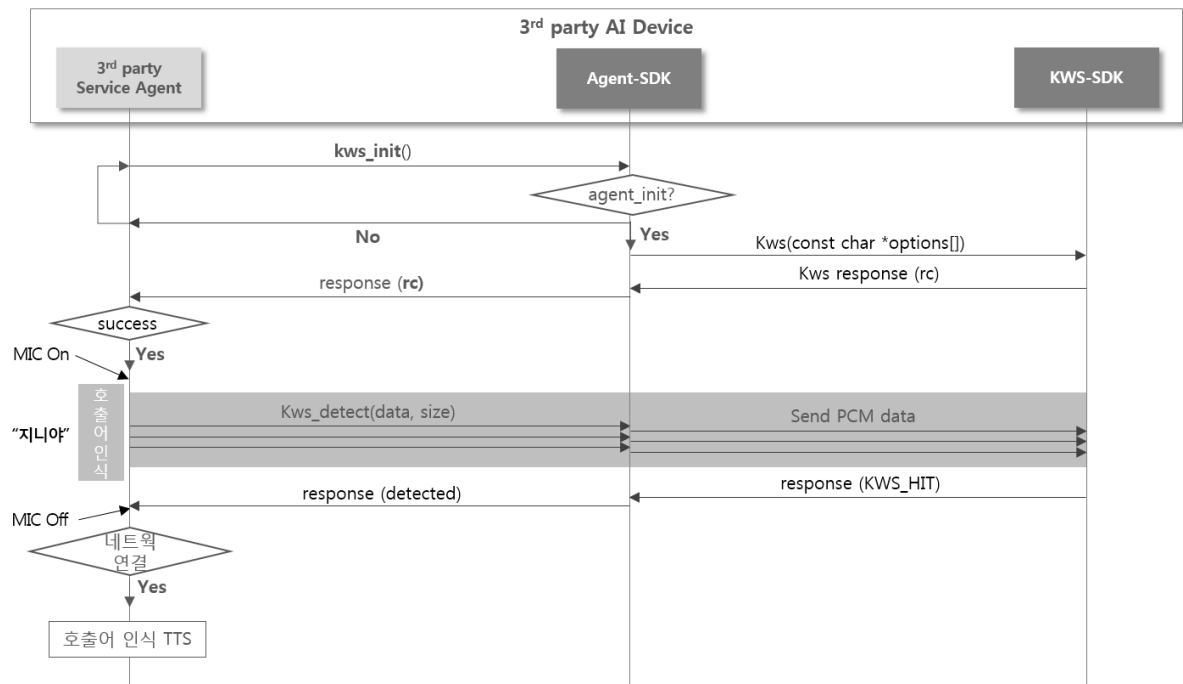 3rd party AI Device
3rd party
Service Agent
Agent-SDK
KWS-SDK
kws_init()
agent_init?
No
Yes
Kws(const char *options[])
Kws response (rc)
response (rc)
success
Yes
MIC On
호출어인식
"지니야"
Kws_detect(data, size)
Send PCM data
response (KWS_HIT)
response (detected)
MIC Off
네트웍
연결
Yes
호출어 인식 TTS